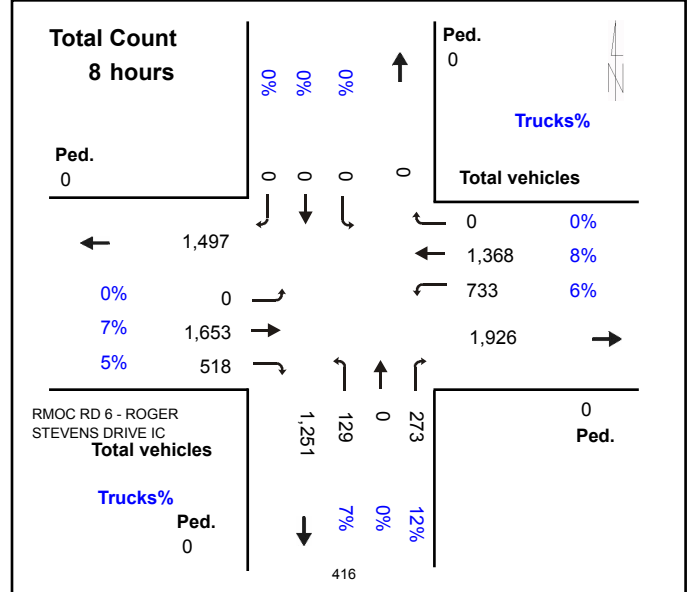 Total Count
8 hours
Ped.
0
N
Trucks%
0% 0% 0%
Ped.
0
0 0 0 0
Total vehicles
0 0%
1,497
1,368 8%
733 6%
0% 0
7% 1,653
1,926
5% 518
RMOC RD 6 - ROGER
STEVENS DRIVE IC
Total vehicles
1,251 129 0 273
0
Ped.
Trucks%
7% 0% 12%
Ped.
0
416